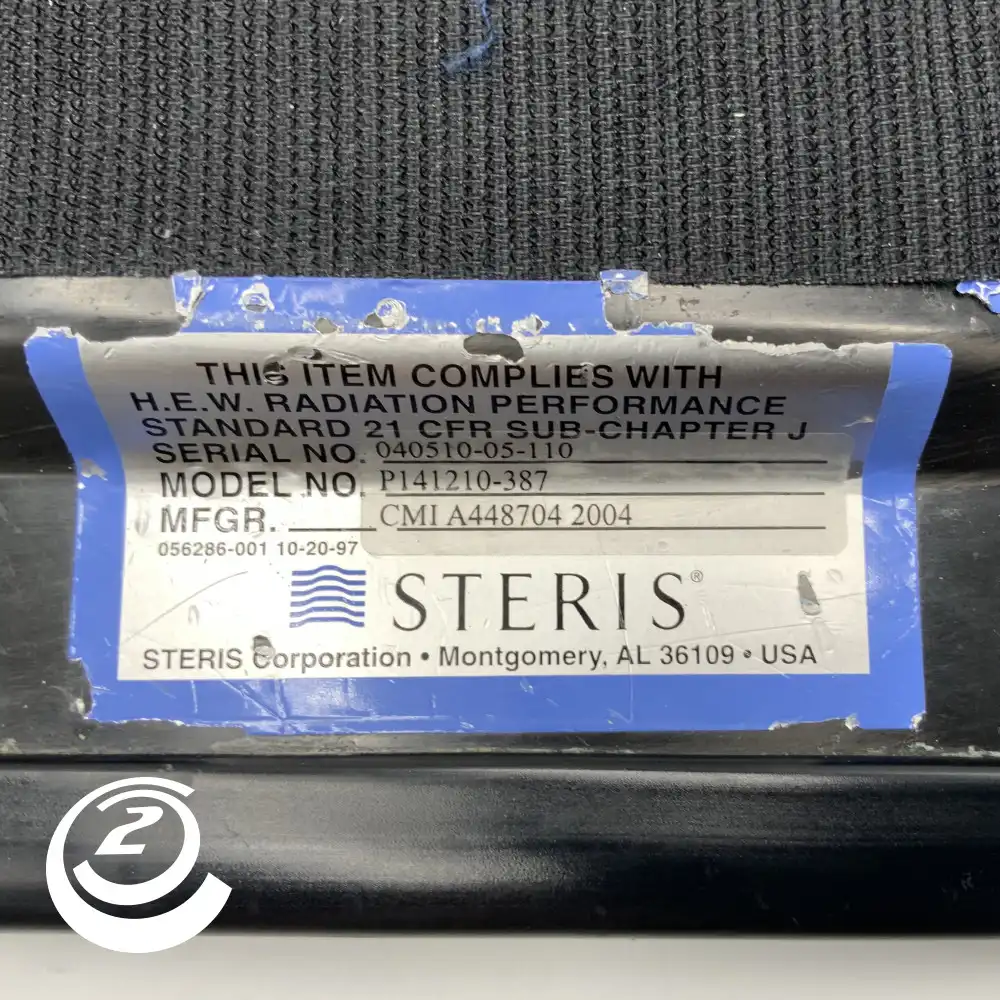 THIS ITEM COMPLIES WITH
H.E.W. RADIATION PERFORMANCE
STANDARD 21 CFR SUB-CHAPTER J
SERIAL NO. 040510-05-110
MODEL NO. P141210-387
MFGR. CMI A448704 2004
056286-001 10-20-97
STERIS®
STERIS Corporation • Montgomery, AL 36109 • USA
2